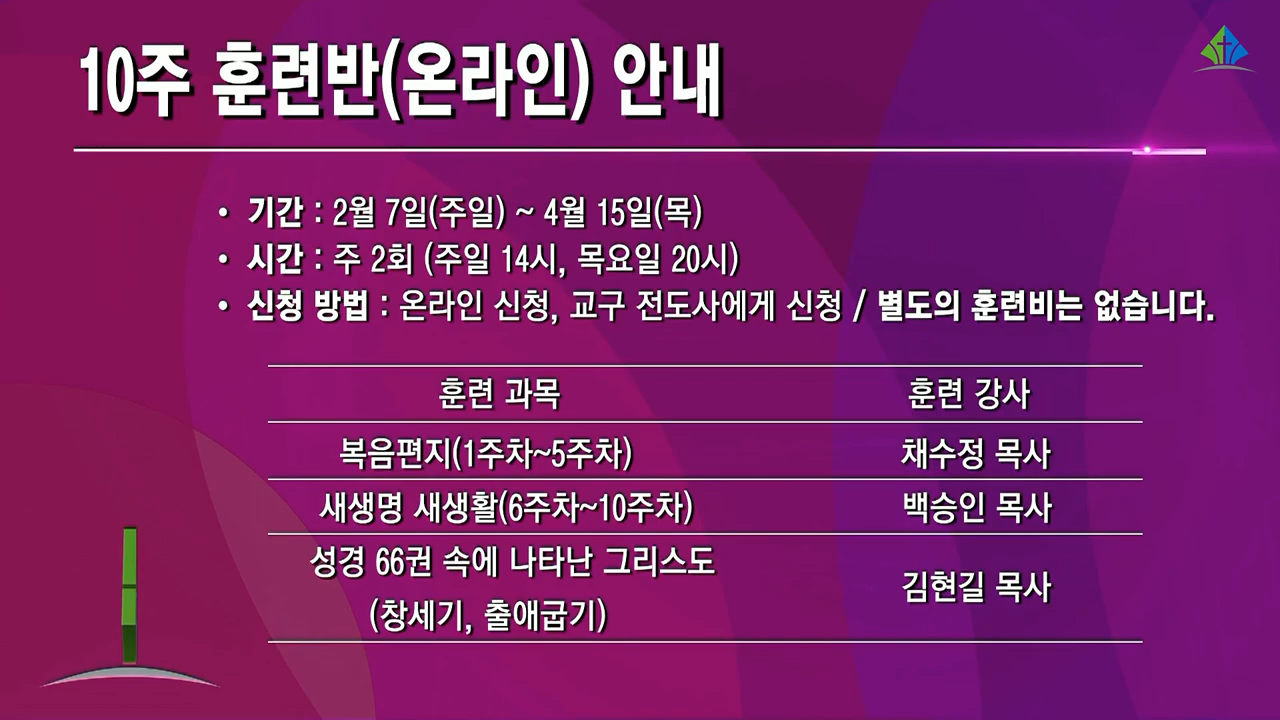 10주 훈련반(온라인) 안내
• 기간 : 2월 7일(주일) ~ 4월 15일(목)
• 시간 : 주 2회 (주일 14시, 목요일 20시)
• 신청 방법 : 온라인 신청, 교구 전도사에게 신청 / 별도의 훈련비는 없습니다.
훈련 과목 훈련 강사
복음편지(1주차~5주차) 채수정 목사
새생명 새생활(6주차~10주차) 백승인 목사
성경 66권 속에 나타난 그리스도
(창세기, 출애굽기) 김현길 목사